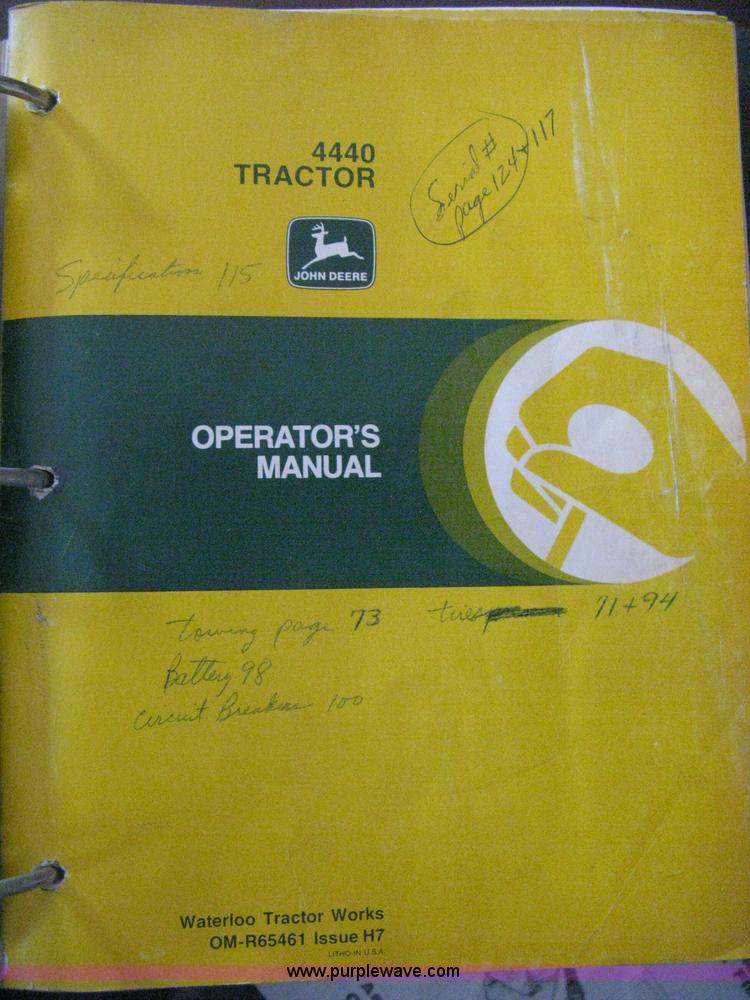 4440
TRACTOR
Serial #
page 124 + 117
JOHN DEERE
Specifications 115
OPERATOR'S
MANUAL
towing page 73 tires 71+94
Battery 98
Circuit Breakers 100
Waterloo Tractor Works
OM-R65461 Issue H7
LITHO IN U.S.A.
www.purplewave.com